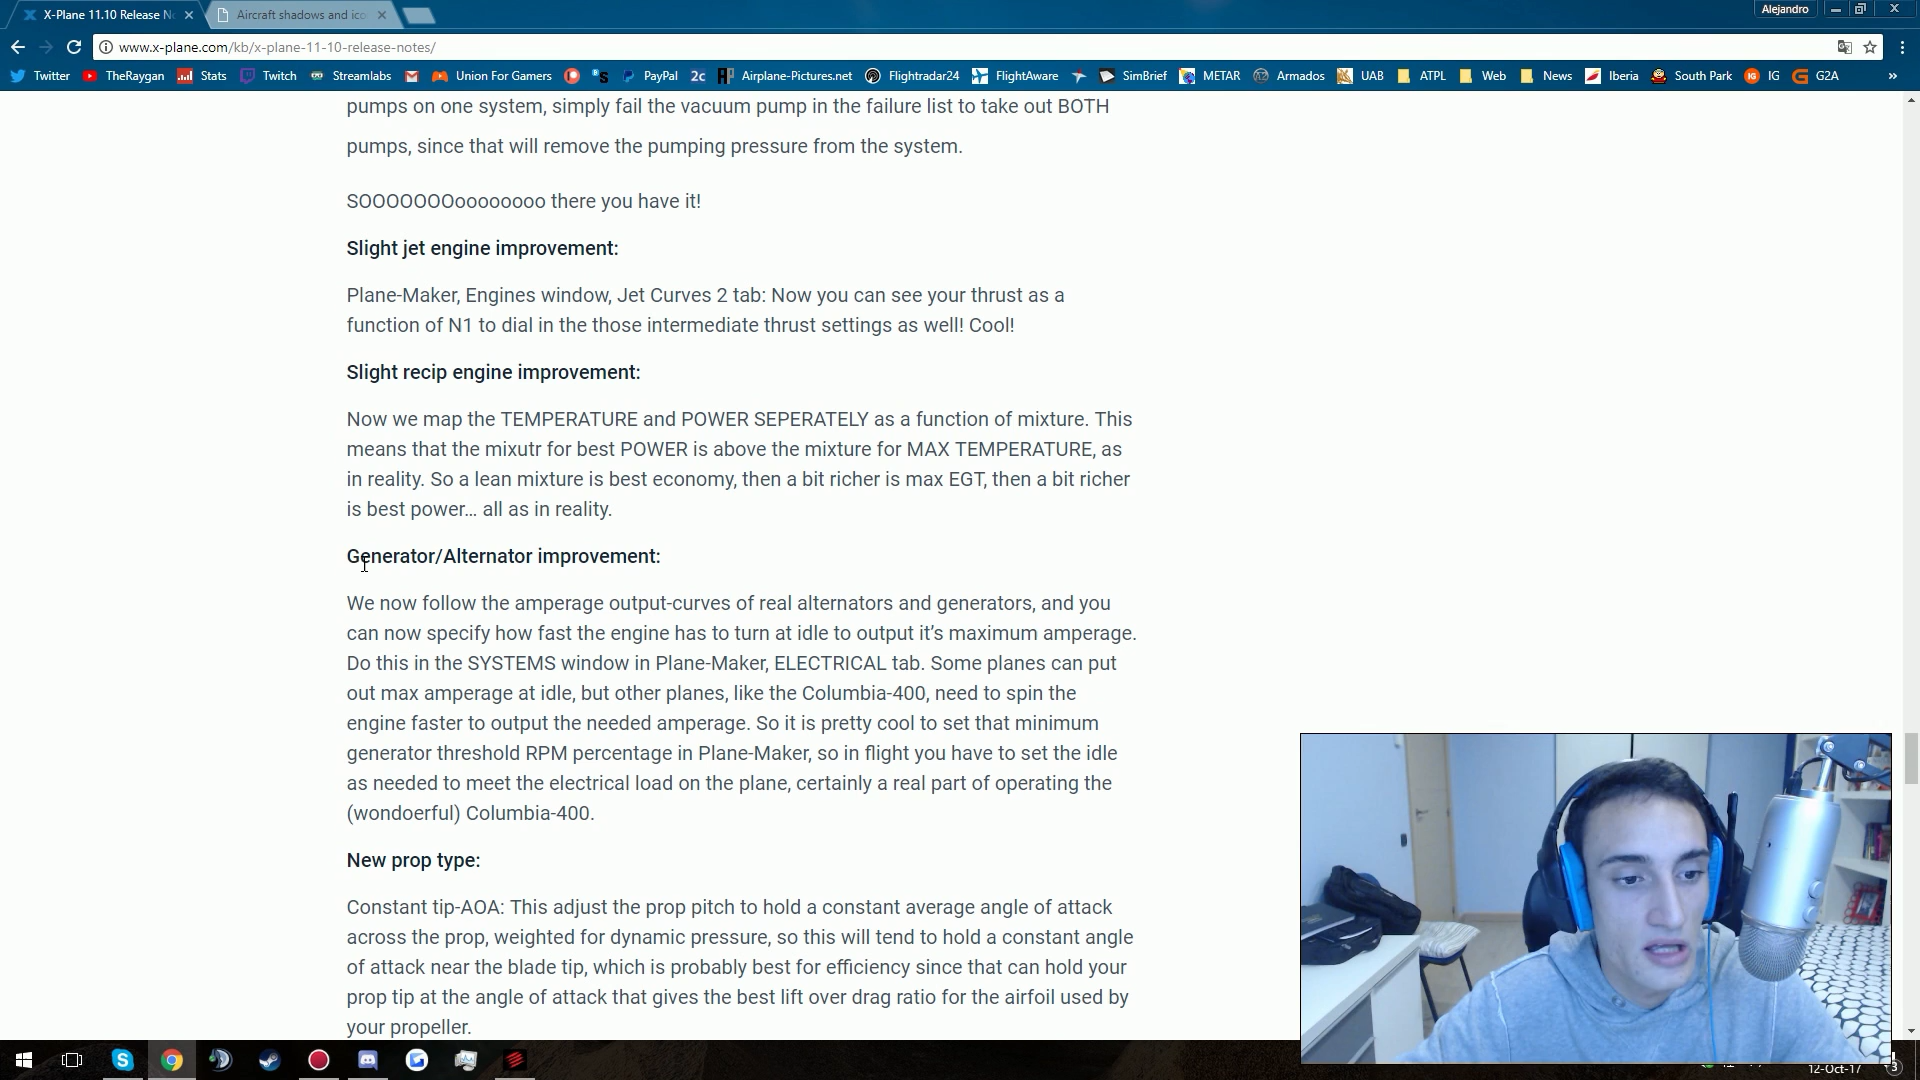 X-Plane 11.10 Release N
Aircraft shadows and ico
Alejandro
www.x-plane.com/kb/x-plane-11-10-release-notes/
Twitter TheRaygan Stats Twitch Streamlabs Union For Gamers PayPal 2c Airplane-Pictures.net Flightradar24 FlightAware SimBrief METAR Armados UAB ATPL Web News Iberia South Park IG G2A »
pumps on one system, simply fail the vacuum pump in the failure list to take out BOTH
pumps, since that will remove the pumping pressure from the system.
SOOOOOOOoooooooo there you have it!
Slight jet engine improvement:
Plane-Maker, Engines window, Jet Curves 2 tab: Now you can see your thrust as a
function of N1 to dial in the those intermediate thrust settings as well! Cool!
Slight recip engine improvement:
Now we map the TEMPERATURE and POWER SEPERATELY as a function of mixture. This
means that the mixutr for best POWER is above the mixture for MAX TEMPERATURE, as
in reality. So a lean mixture is best economy, then a bit richer is max EGT, then a bit richer
is best power… all as in reality.
Generator/Alternator improvement:
We now follow the amperage output-curves of real alternators and generators, and you
can now specify how fast the engine has to turn at idle to output it’s maximum amperage.
Do this in the SYSTEMS window in Plane-Maker, ELECTRICAL tab. Some planes can put
out max amperage at idle, but other planes, like the Columbia-400, need to spin the
engine faster to output the needed amperage. So it is pretty cool to set that minimum
generator threshold RPM percentage in Plane-Maker, so in flight you have to set the idle
as needed to meet the electrical load on the plane, certainly a real part of operating the
(wondoerful) Columbia-400.
New prop type:
Constant tip-AOA: This adjust the prop pitch to hold a constant average angle of attack
across the prop, weighted for dynamic pressure, so this will tend to hold a constant angle
of attack near the blade tip, which is probably best for efficiency since that can hold your
prop tip at the angle of attack that gives the best lift over drag ratio for the airfoil used by
your propeller.
12-Oct-17
3